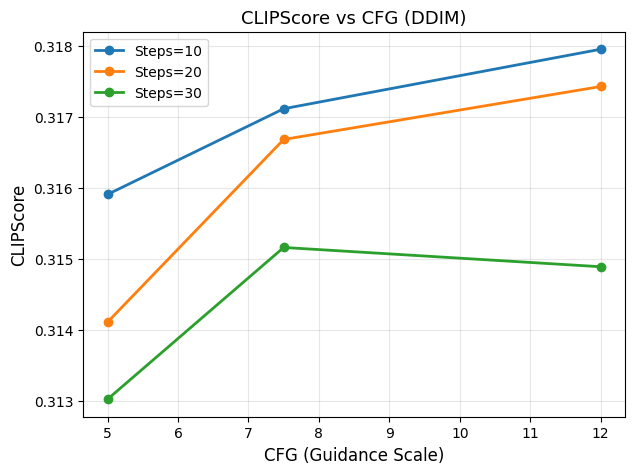 CLIPScore vs CFG (DDIM)
Steps=10
Steps=20
Steps=30
0.318
0.317
0.316
0.315
0.314
0.313
CLIPScore
5 6 7 8 9 10 11 12
CFG (Guidance Scale)